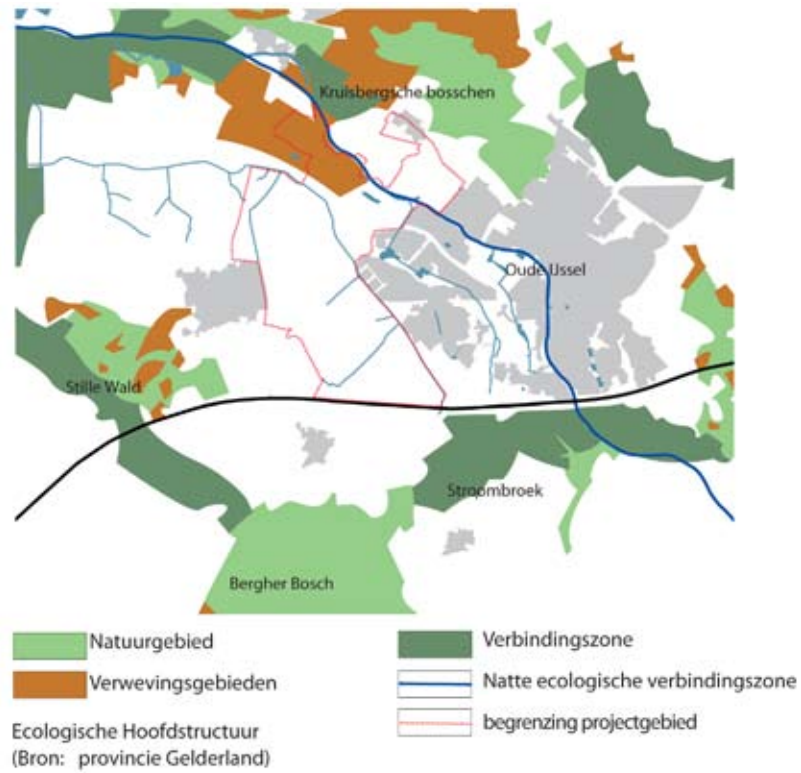 Kruisbergsche bosschen
Oude IJssel
Stille Wald
Stroombroek
Bergher Bosch
Natuurgebied
Verwevingsgebieden
Ecologische Hoofdstructuur
(Bron: provincie Gelderland)
Verbindingszone
Natte ecologische verbindingszone
begrenzing projectgebied